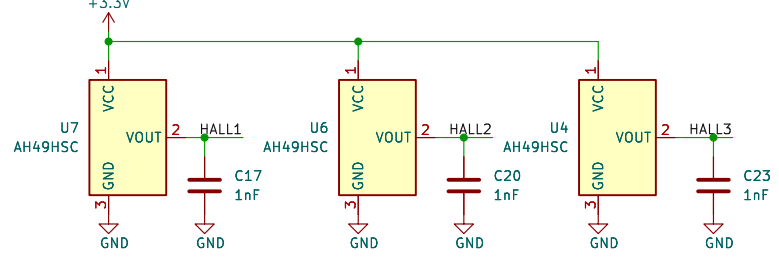 +3.3V
1 1 1
VCC VCC VCC
U7 AH49HSC VOUT 2 HALL1
U6 AH49HSC VOUT 2 HALL2
U4 AH49HSC VOUT 2 HALL3
GND GND GND
3 3 3
C17 1nF
C20 1nF
C23 1nF
GND GND GND GND GND GND